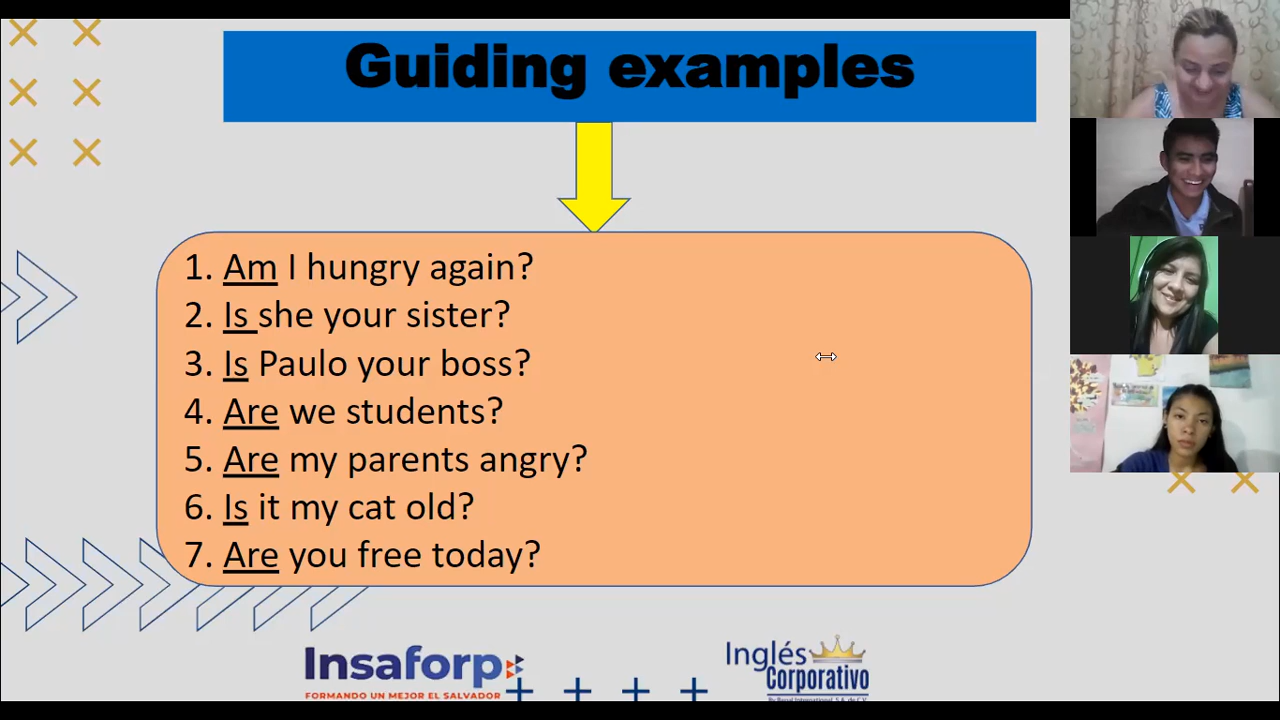 Guiding examples
1. Am I hungry again?
2. Is she your sister?
3. Is Paulo your boss?
4. Are we students?
5. Are my parents angry?
6. Is it my cat old?
7. Are you free today?
Insaforp
FORMANDO UN MEJOR EL SALVADOR
Inglés
Corporativo